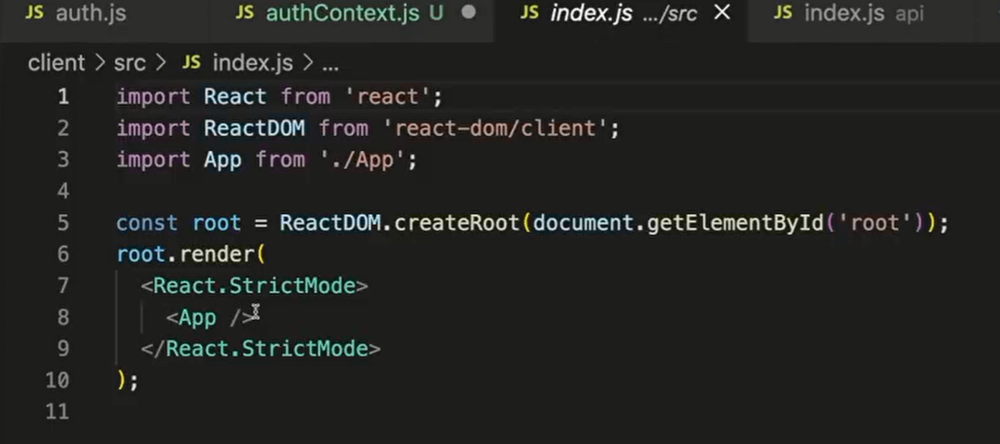 JS auth.js JS authContext.js U JS index.js .../src JS index.js api
client > src > JS index.js > ...
1 import React from 'react';
2 import ReactDOM from 'react-dom/client';
3 import App from './App';
4
5 const root = ReactDOM.createRoot(document.getElementById('root'));
6 root.render(
7 <React.StrictMode>
8 <App />
9 </React.StrictMode>
10 );
11